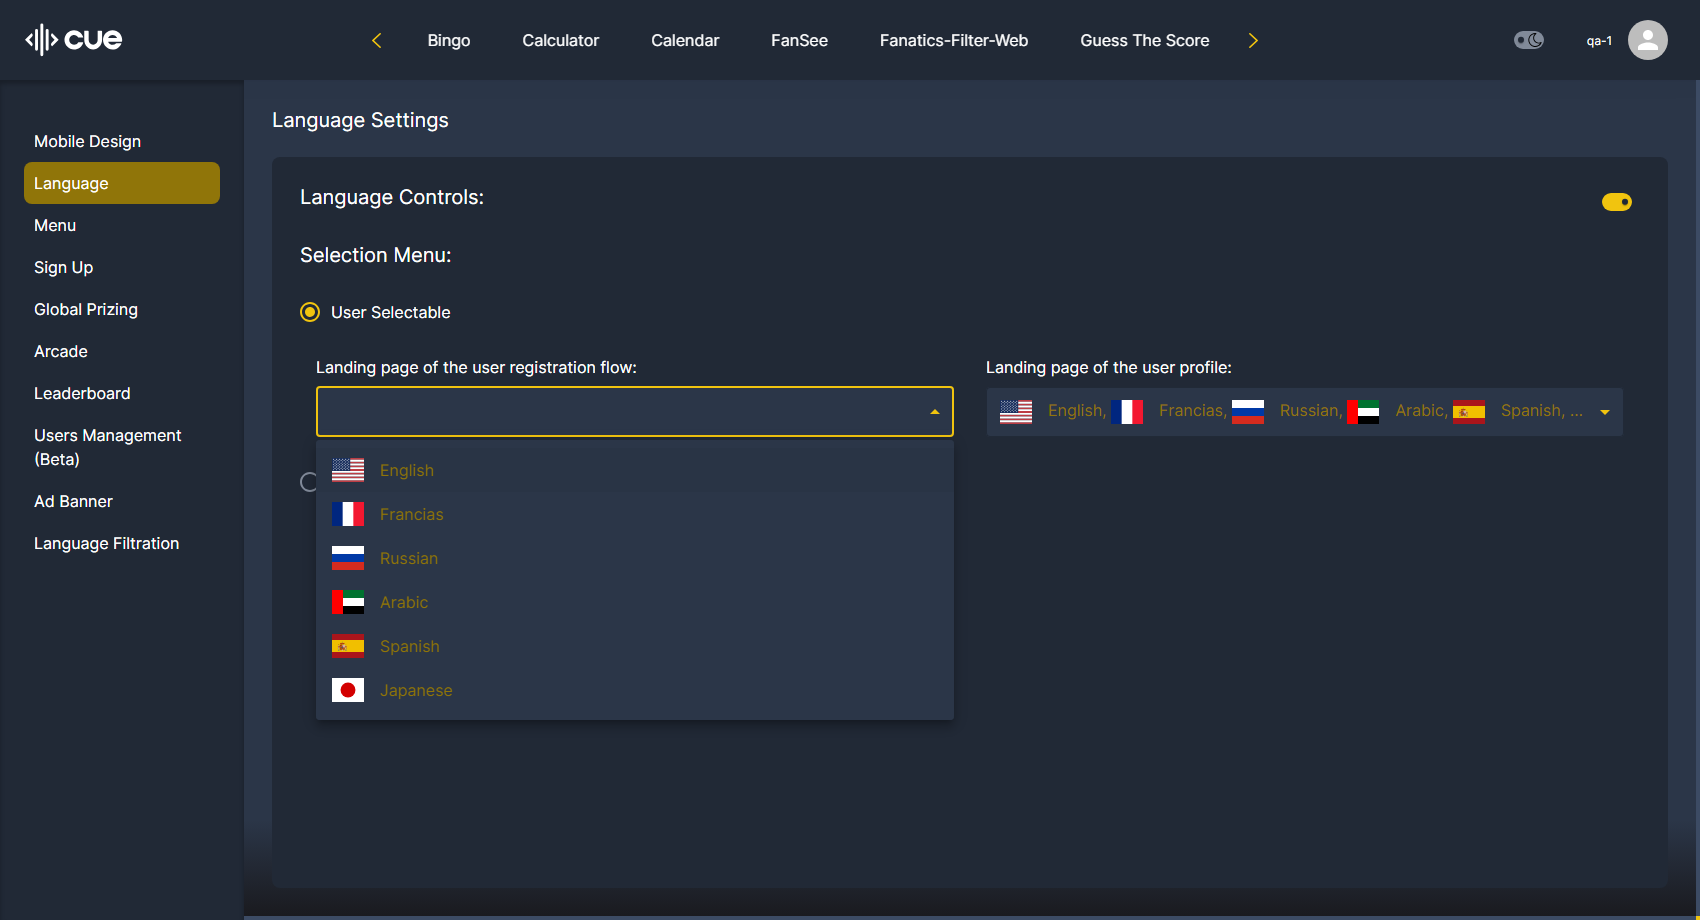 cue
Bingo
Calculator
Calendar
FanSee
Fanatics-Filter-Web
Guess The Score
qa-1
Mobile Design
Language
Menu
Sign Up
Global Prizing
Arcade
Leaderboard
Users Management
(Beta)
Ad Banner
Language Filtration
Language Settings
Language Controls:
Selection Menu:
User Selectable
Landing page of the user registration flow:
English
Francias
Russian
Arabic
Spanish
Japanese
Landing page of the user profile:
English, Francias, Russian, Arabic, Spanish, ...